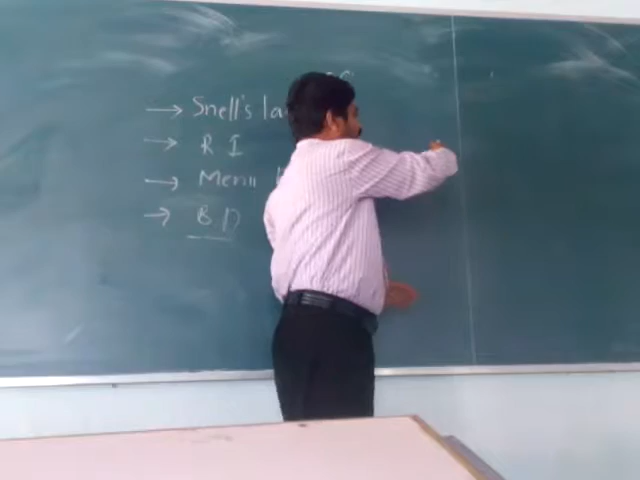 → Snell's la
→ R I
→ Menu
→ B D